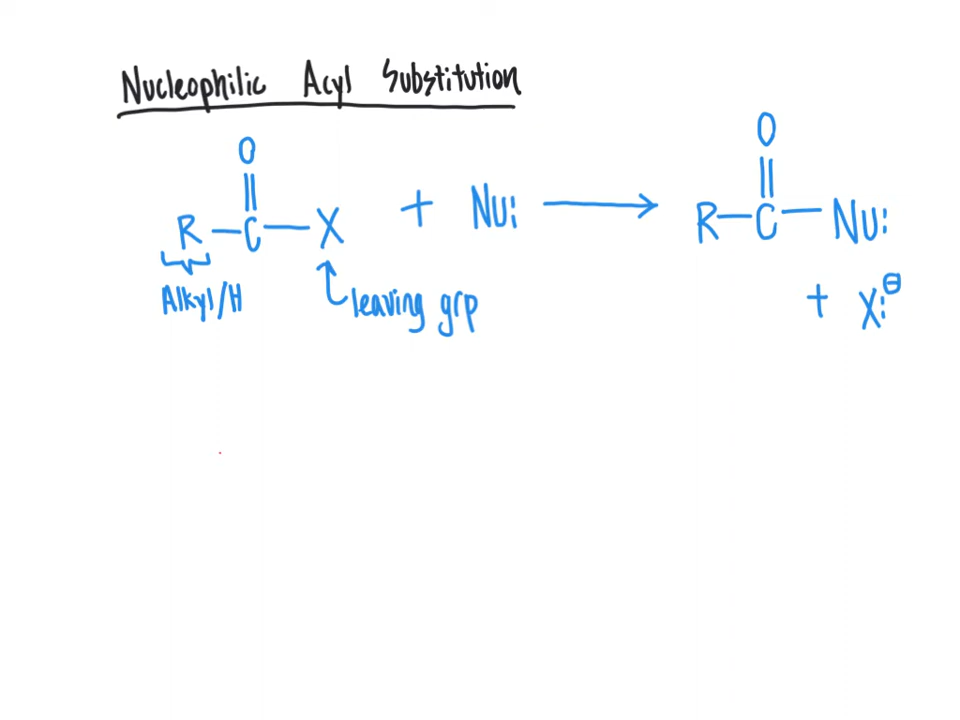 Nucleophilic Acyl Substitution
O
||
R—C—X + Nu: ⟶
Alkyl/H
leaving grp
O
||
R—C—Nu:
+ X:⊖